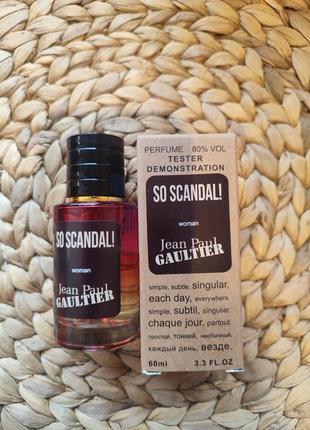 SO SCANDAL!
woman
Jean Paul
GAULTIER
PERFUME 80% VOL
TESTER
DEMONSTRATION
SO SCANDAL!
woman
Jean Paul
GAULTIER
simple, subtle, singular,
each day, everywhere.
simple, subtil, singulier,
chaque jour, partout.
простой, тонкий, необычный,
каждый день, везде.
60ml 3.3 FL.OZ